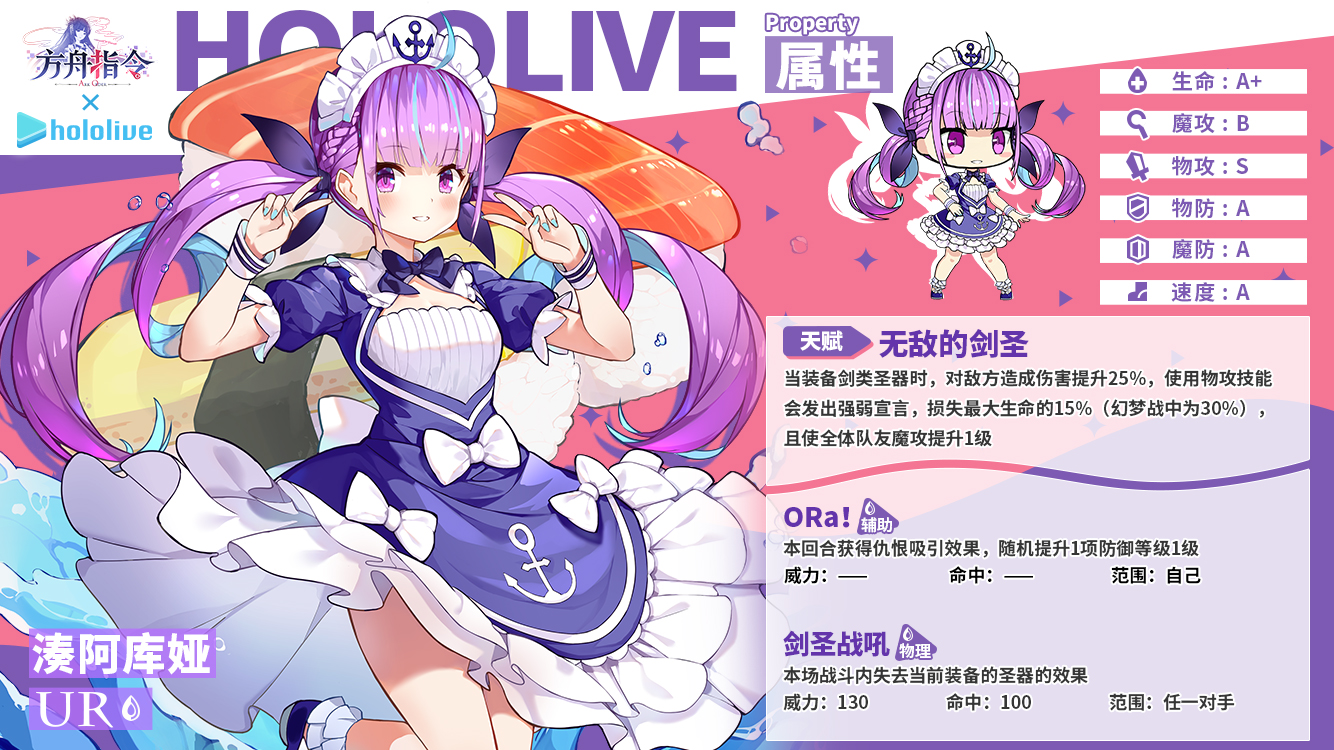 方舟指令
Ark Order
×
hololive
HOLOLIVE
Property
属性
生命：A+
魔攻：B
物攻：S
物防：A
魔防：A
速度：A
天赋 无敌的剑圣
当装备剑类圣器时，对敌方造成伤害提升25%，使用物攻技能
会发出强弱宣言，损失最大生命的15%（幻梦战中为30%），
且使全体队友魔攻提升1级
ORa！ 辅助
本回合获得仇恨吸引效果，随机提升1项防御等级1级
威力：—— 命中：—— 范围：自己
剑圣战吼 物理
本场战斗内失去当前装备的圣器的效果
威力：130 命中：100 范围：任一对手
湊阿库娅
UR